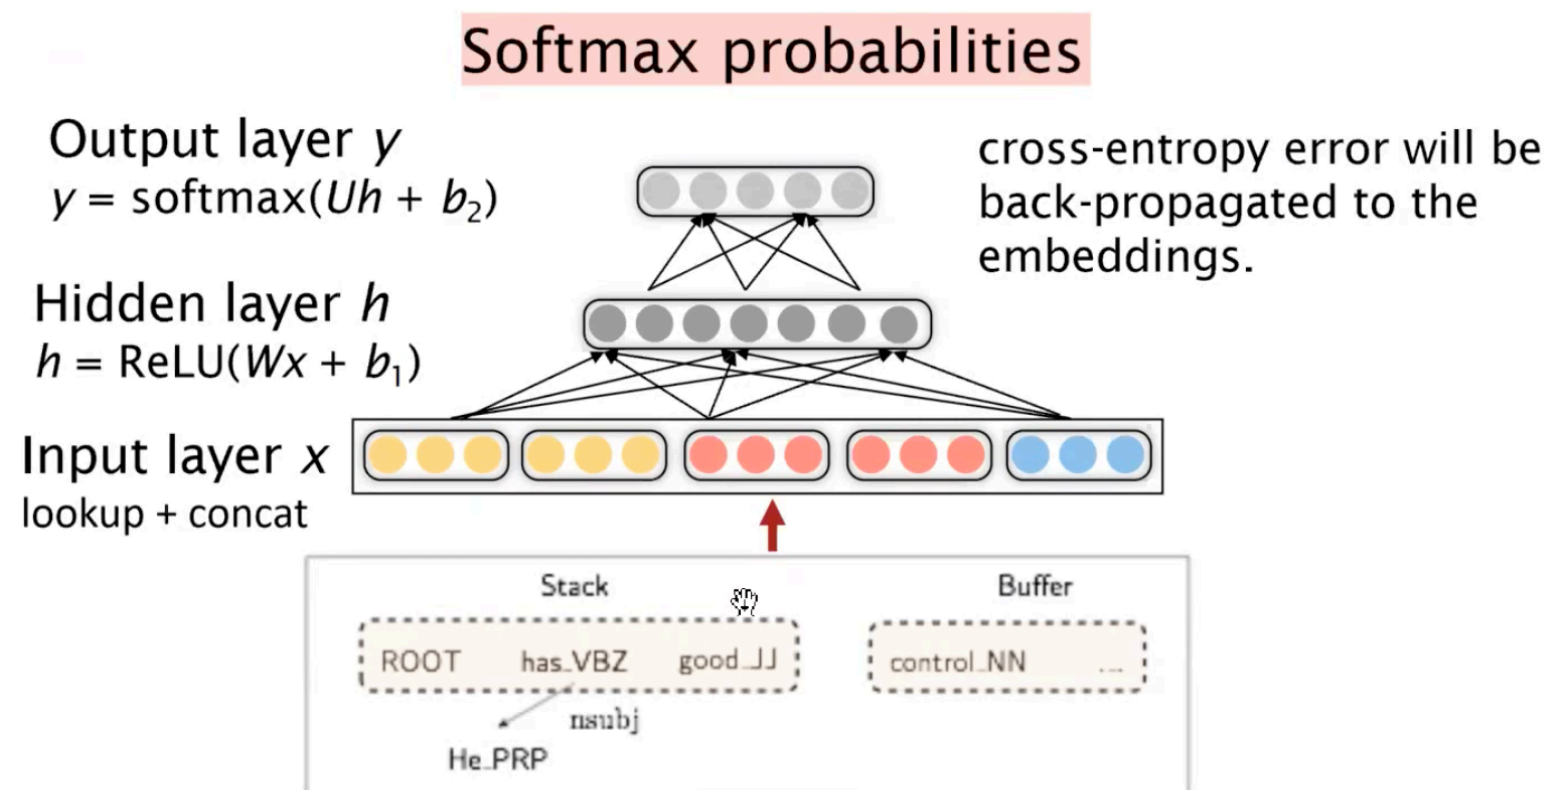 Softmax probabilities
Output layer y
y = softmax(Uh + b₂)
cross-entropy error will be
back-propagated to the
embeddings.
Hidden layer h
h = ReLU(Wx + b₁)
Input layer x
lookup + concat
Stack
Buffer
ROOT has_VBZ good_JJ
control_NN ...
nsubj
He_PRP